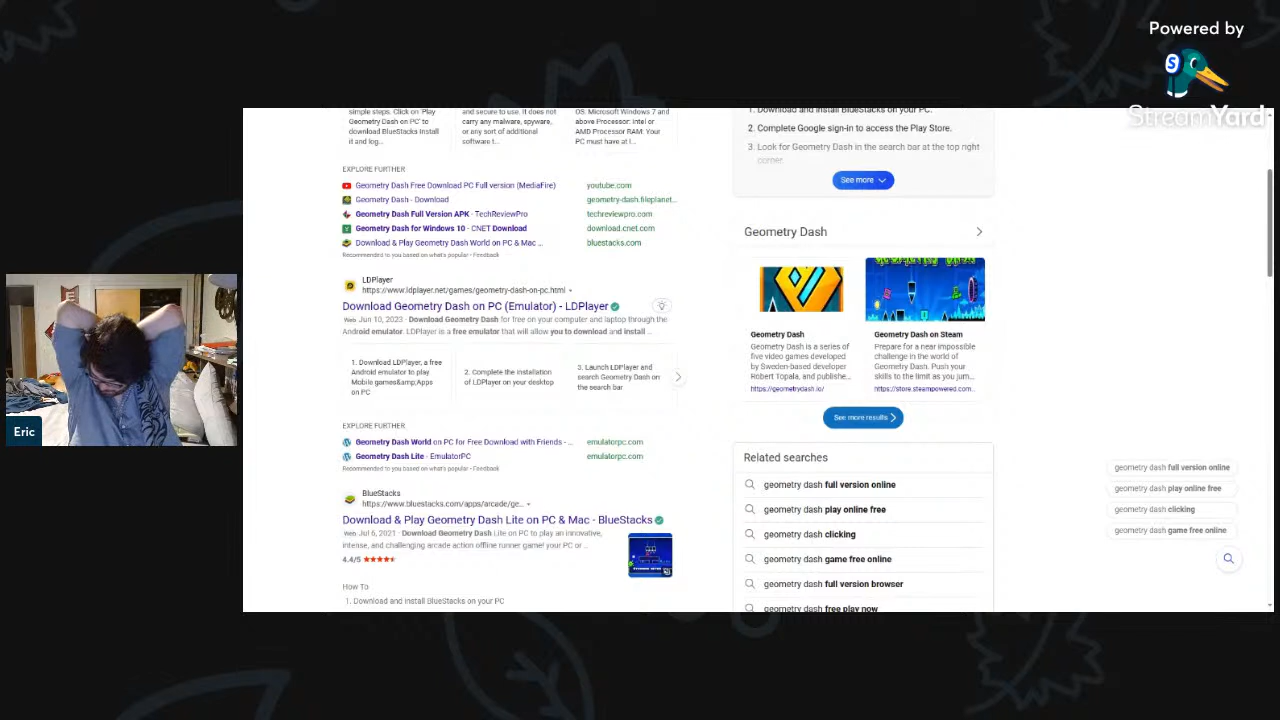 Powered by
StreamYard
Eric
simple steps. Click on 'Play
Geometry Dash on PC' to
download BlueStacks Install
it and log...
and secure to use. It does not
carry any malware, spyware,
or any sort of additional
software t...
OS: Microsoft Windows 7 and
above Processor: Intel or
AMD Processor RAM: Your
PC must have at l...
EXPLORE FURTHER
Geometry Dash Free Download PC Full version (MediaFire) youtube.com
Geometry Dash - Download geometry-dash.fileplanet...
Geometry Dash Full Version APK - TechReviewPro techreviewpro.com
Geometry Dash for Windows 10 - CNET Download download.cnet.com
Download & Play Geometry Dash World on PC & Mac ... bluestacks.com
Recommended to you based on what's popular • Feedback
LDPlayer
https://www.ldplayer.net/games/geometry-dash-on-pc.html
Download Geometry Dash on PC (Emulator) - LDPlayer
Web Jun 10, 2023 · Download Geometry Dash for free on your computer and laptop through the
Android emulator. LDPlayer is a free emulator that will allow you to download and install ...
1. Download LDPlayer, a free
Android emulator to play
Mobile games&amp;Apps
on PC
2. Complete the installation
of LDPlayer on your desktop
3. Launch LDPlayer and
search Geometry Dash on
the search bar
EXPLORE FURTHER
Geometry Dash World on PC for Free Download with Friends - ... emulatorpc.com
Geometry Dash Lite - EmulatorPC emulatorpc.com
Recommended to you based on what's popular • Feedback
BlueStacks
https://www.bluestacks.com/apps/arcade/ge...
Download & Play Geometry Dash Lite on PC & Mac - BlueStacks
Web Jul 6, 2021 · Download Geometry Dash Lite on PC to play an innovative,
intense, and challenging arcade action offline runner game! your PC or ...
4.4/5
How To
1. Download and install BlueStacks on your PC
1. Download and install BlueStacks on your PC.
2. Complete Google sign-in to access the Play Store.
3. Look for Geometry Dash in the search bar at the top right
corner.
See more
Geometry Dash
Geometry Dash
Geometry Dash is a series
of five video games developed
by Sweden-based developer
Robert Topala, and publishe...
https://geometrydash.io/
Geometry Dash on Steam
Prepare for a near impossible
challenge in the world of
Geometry Dash. Push your
skills to the limit as you jum...
https://store.steampowered.com...
See more results
Related searches
geometry dash full version online
geometry dash play online free
geometry dash clicking
geometry dash game free online
geometry dash full version browser
geometry dash free play now
geometry dash full version online
geometry dash play online free
geometry dash clicking
geometry dash game free online